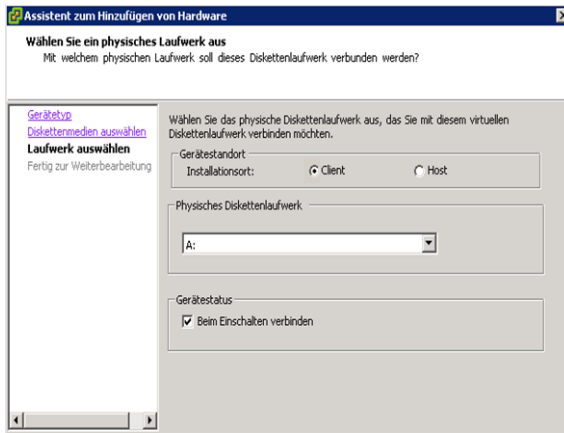 Assistent zum Hinzufügen von Hardware
Wählen Sie ein physisches Laufwerk aus
Mit welchem physischen Laufwerk soll dieses Diskettenlaufwerk verbunden werden?
Gerätetyp
Diskettenmedien auswählen
Laufwerk auswählen
Fertig zur Weiterbearbeitung
Wählen Sie das physische Diskettenlaufwerk aus, das Sie mit diesem virtuellen
Diskettenlaufwerk verbinden möchten.
Gerätestandort
Installationsort: Client Host
Physisches Diskettenlaufwerk
A:
Gerätestatus
Beim Einschalten verbinden